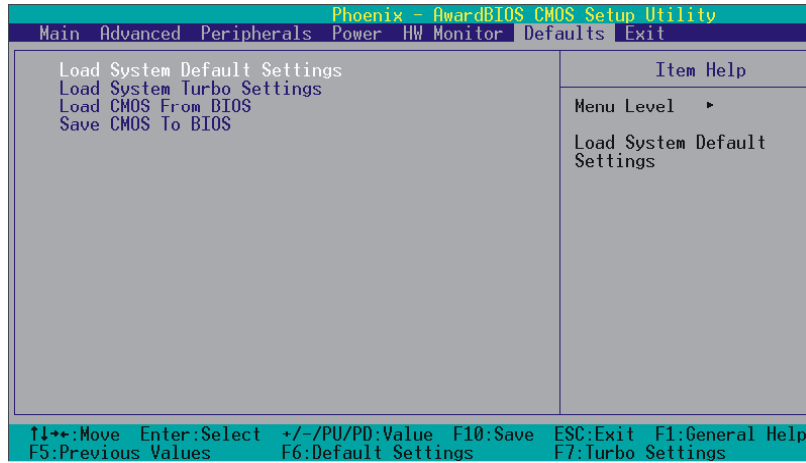 Phoenix - AwardBIOS CMOS Setup Utility
Main Advanced Peripherals Power HW Monitor Defaults Exit
Load System Default Settings
Load System Turbo Settings
Load CMOS From BIOS
Save CMOS To BIOS
Item Help
Menu Level ▸
Load System Default
Settings
↑↓→←:Move Enter:Select +/-/PU/PD:Value F10:Save ESC:Exit F1:General Help
F5:Previous Values F6:Default Settings F7:Turbo Settings